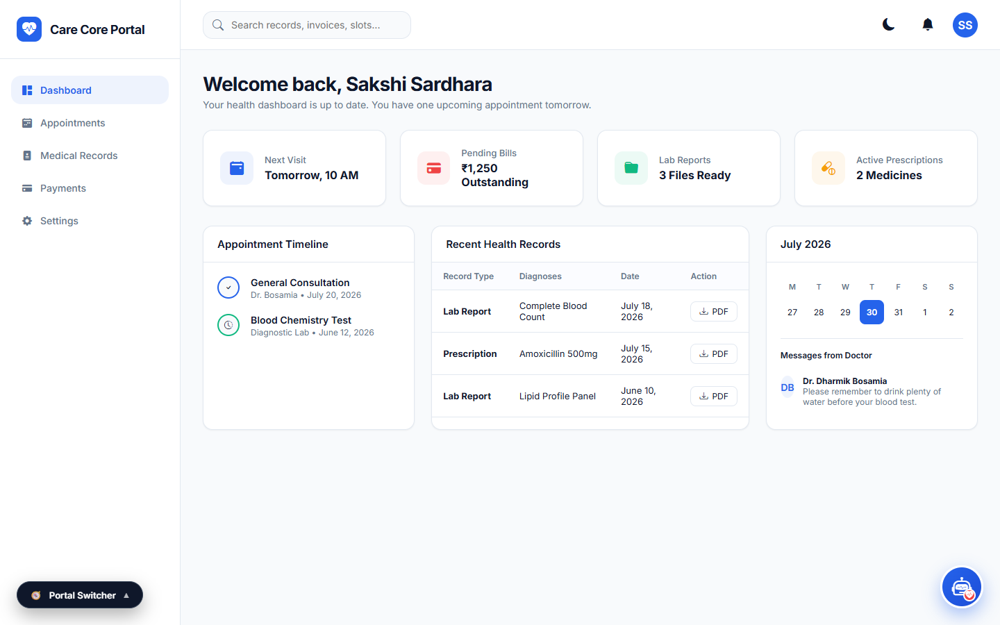 Care Core Portal
Search records, invoices, slots...
SS
Dashboard
Appointments
Medical Records
Payments
Settings
Portal Switcher ▲
Welcome back, Sakshi Sardhara
Your health dashboard is up to date. You have one upcoming appointment tomorrow.
Next Visit
Tomorrow, 10 AM
Pending Bills
₹1,250
Outstanding
Lab Reports
3 Files Ready
Active Prescriptions
2 Medicines
Appointment Timeline
General Consultation
Dr. Bosamia • July 20, 2026
Blood Chemistry Test
Diagnostic Lab • June 12, 2026
Recent Health Records
Record Type Diagnoses Date Action
Lab Report Complete Blood Count July 18, 2026 PDF
Prescription Amoxicillin 500mg July 15, 2026 PDF
Lab Report Lipid Profile Panel June 10, 2026 PDF
July 2026
M T W T F S S
27 28 29 30 31 1 2
Messages from Doctor
DB
Dr. Dharmik Bosamia
Please remember to drink plenty of
water before your blood test.